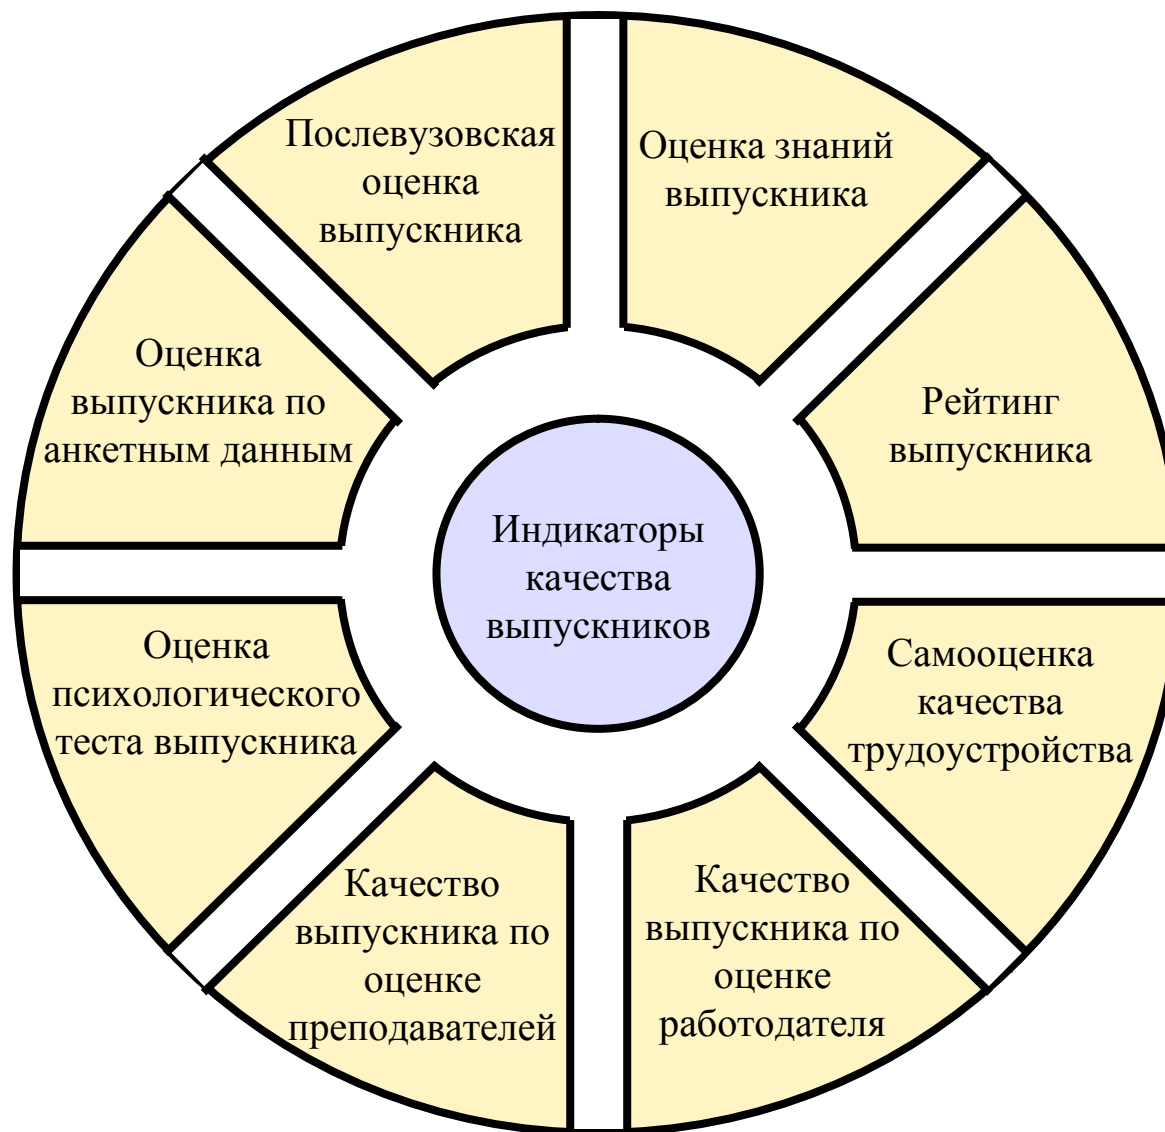 Послевузовская
оценка
выпускника
Оценка знаний
выпускника
Рейтинг
выпускника
Самооценка
качества
трудоустройства
Качество
выпускника по
оценке
работодателя
Качество
выпускника по
оценке
преподавателей
Оценка
психологического
теста выпускника
Оценка
выпускника по
анкетным данным
Индикаторы
качества
выпускников